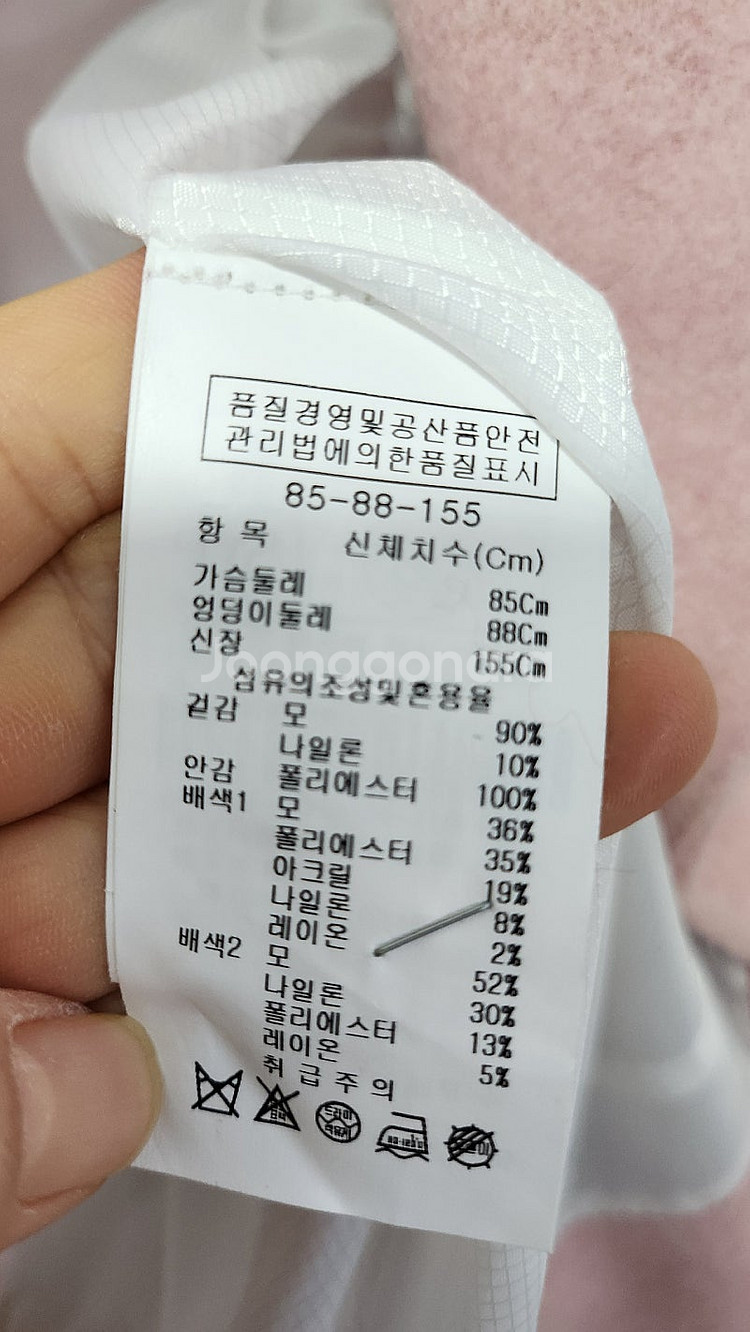 품질경영및공산품안전
관리법에의한품질표시
85-88-155
항 목 신체치수(Cm)
가슴둘레 85Cm
엉덩이둘레 88Cm
신장 155Cm
Joonggonara
섬유의조성및혼용율
겉감 모 90%
나일론 10%
안감 폴리에스터 100%
배색1 모 36%
폴리에스터 35%
아크릴 19%
나일론 8%
레이온 2%
배색2 모 52%
나일론 30%
폴리에스터 13%
레이온 5%
취 급 주 의
드라이